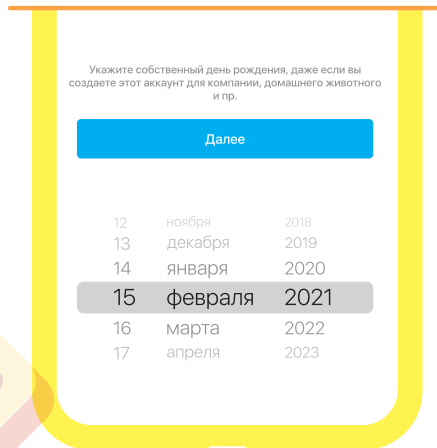 Укажите собственный день рождения, даже если вы
создаете этот аккаунт для компании, домашнего животного
и пр.
Далее
12 ноября 2018
13 декабря 2019
14 января 2020
15 февраля 2021
16 марта 2022
17 апреля 2023